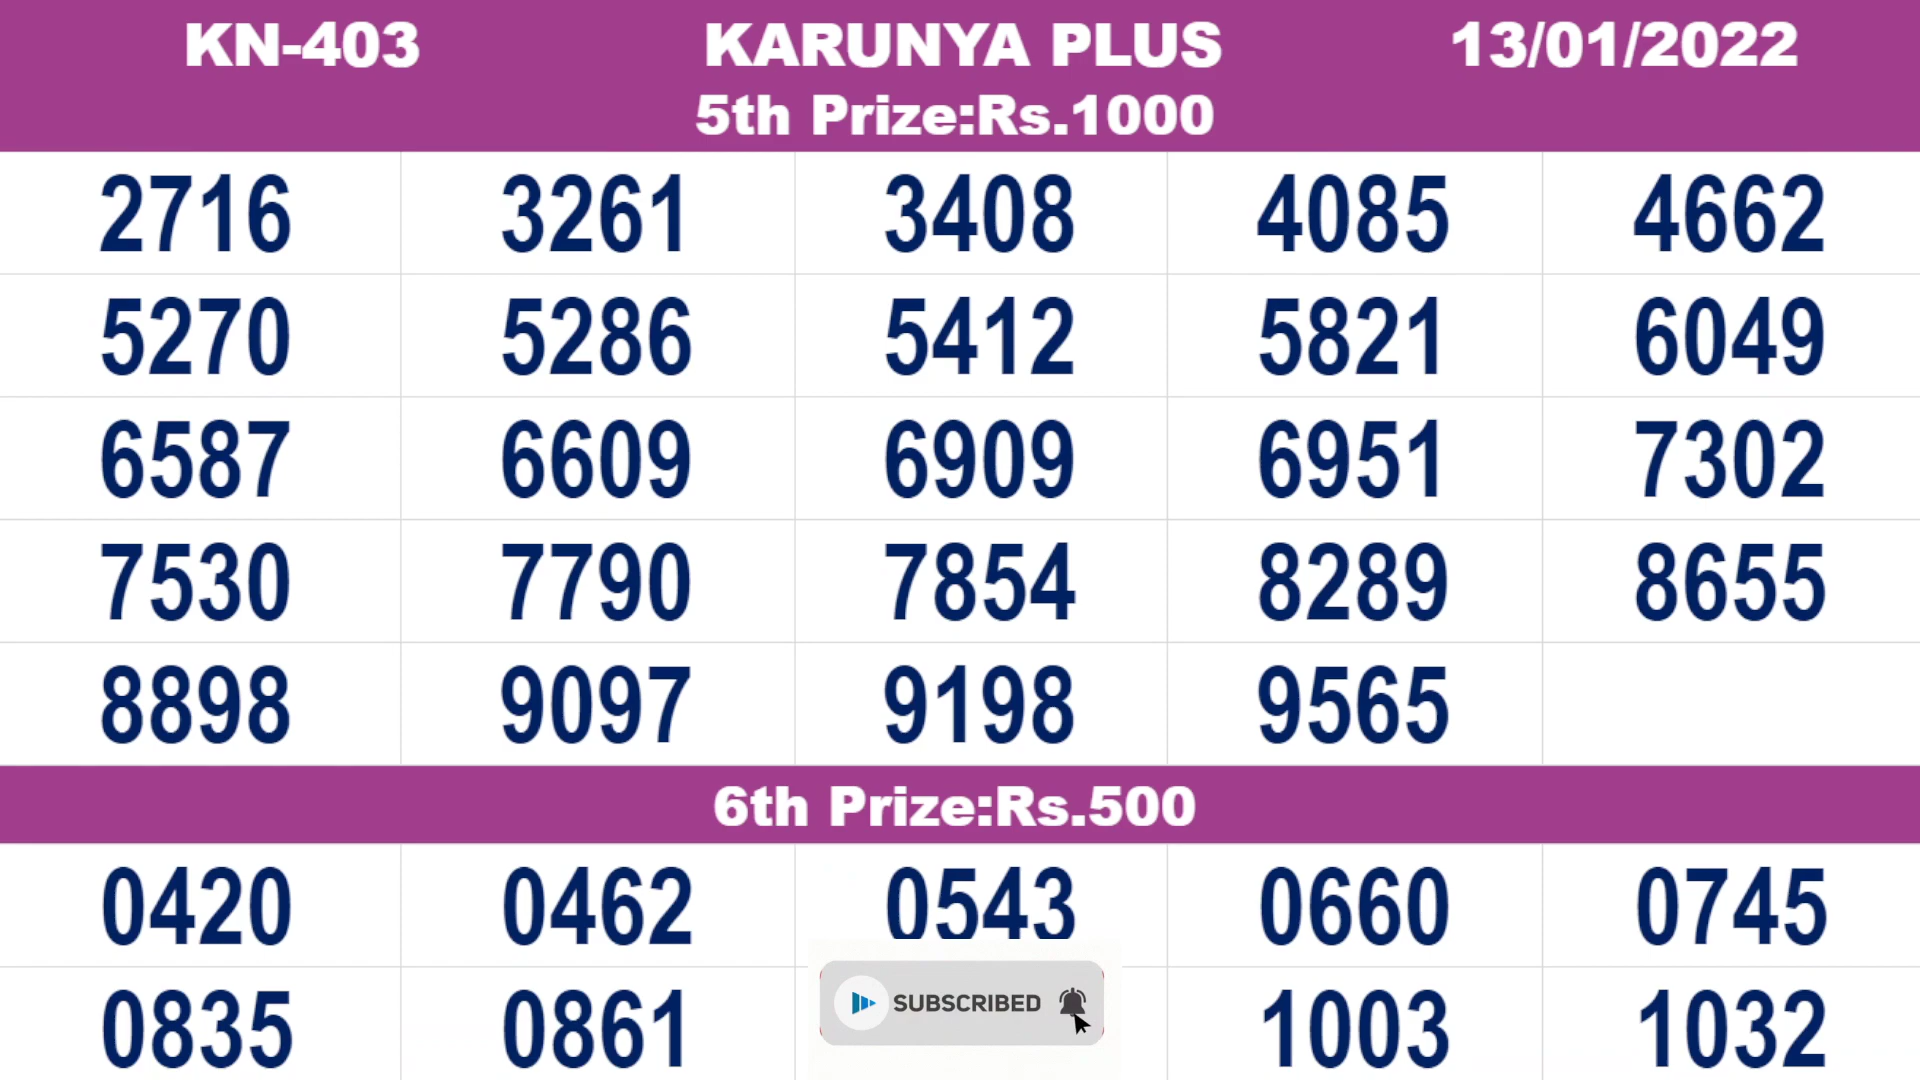 KN-403 KARUNYA PLUS 13/01/2022
5th Prize:Rs.1000
2716 3261 3408 4085 4662
5270 5286 5412 5821 6049
6587 6609 6909 6951 7302
7530 7790 7854 8289 8655
8898 9097 9198 9565
6th Prize:Rs.500
0420 0462 0543 0660 0745
0835 0861 1003 1032
SUBSCRIBED